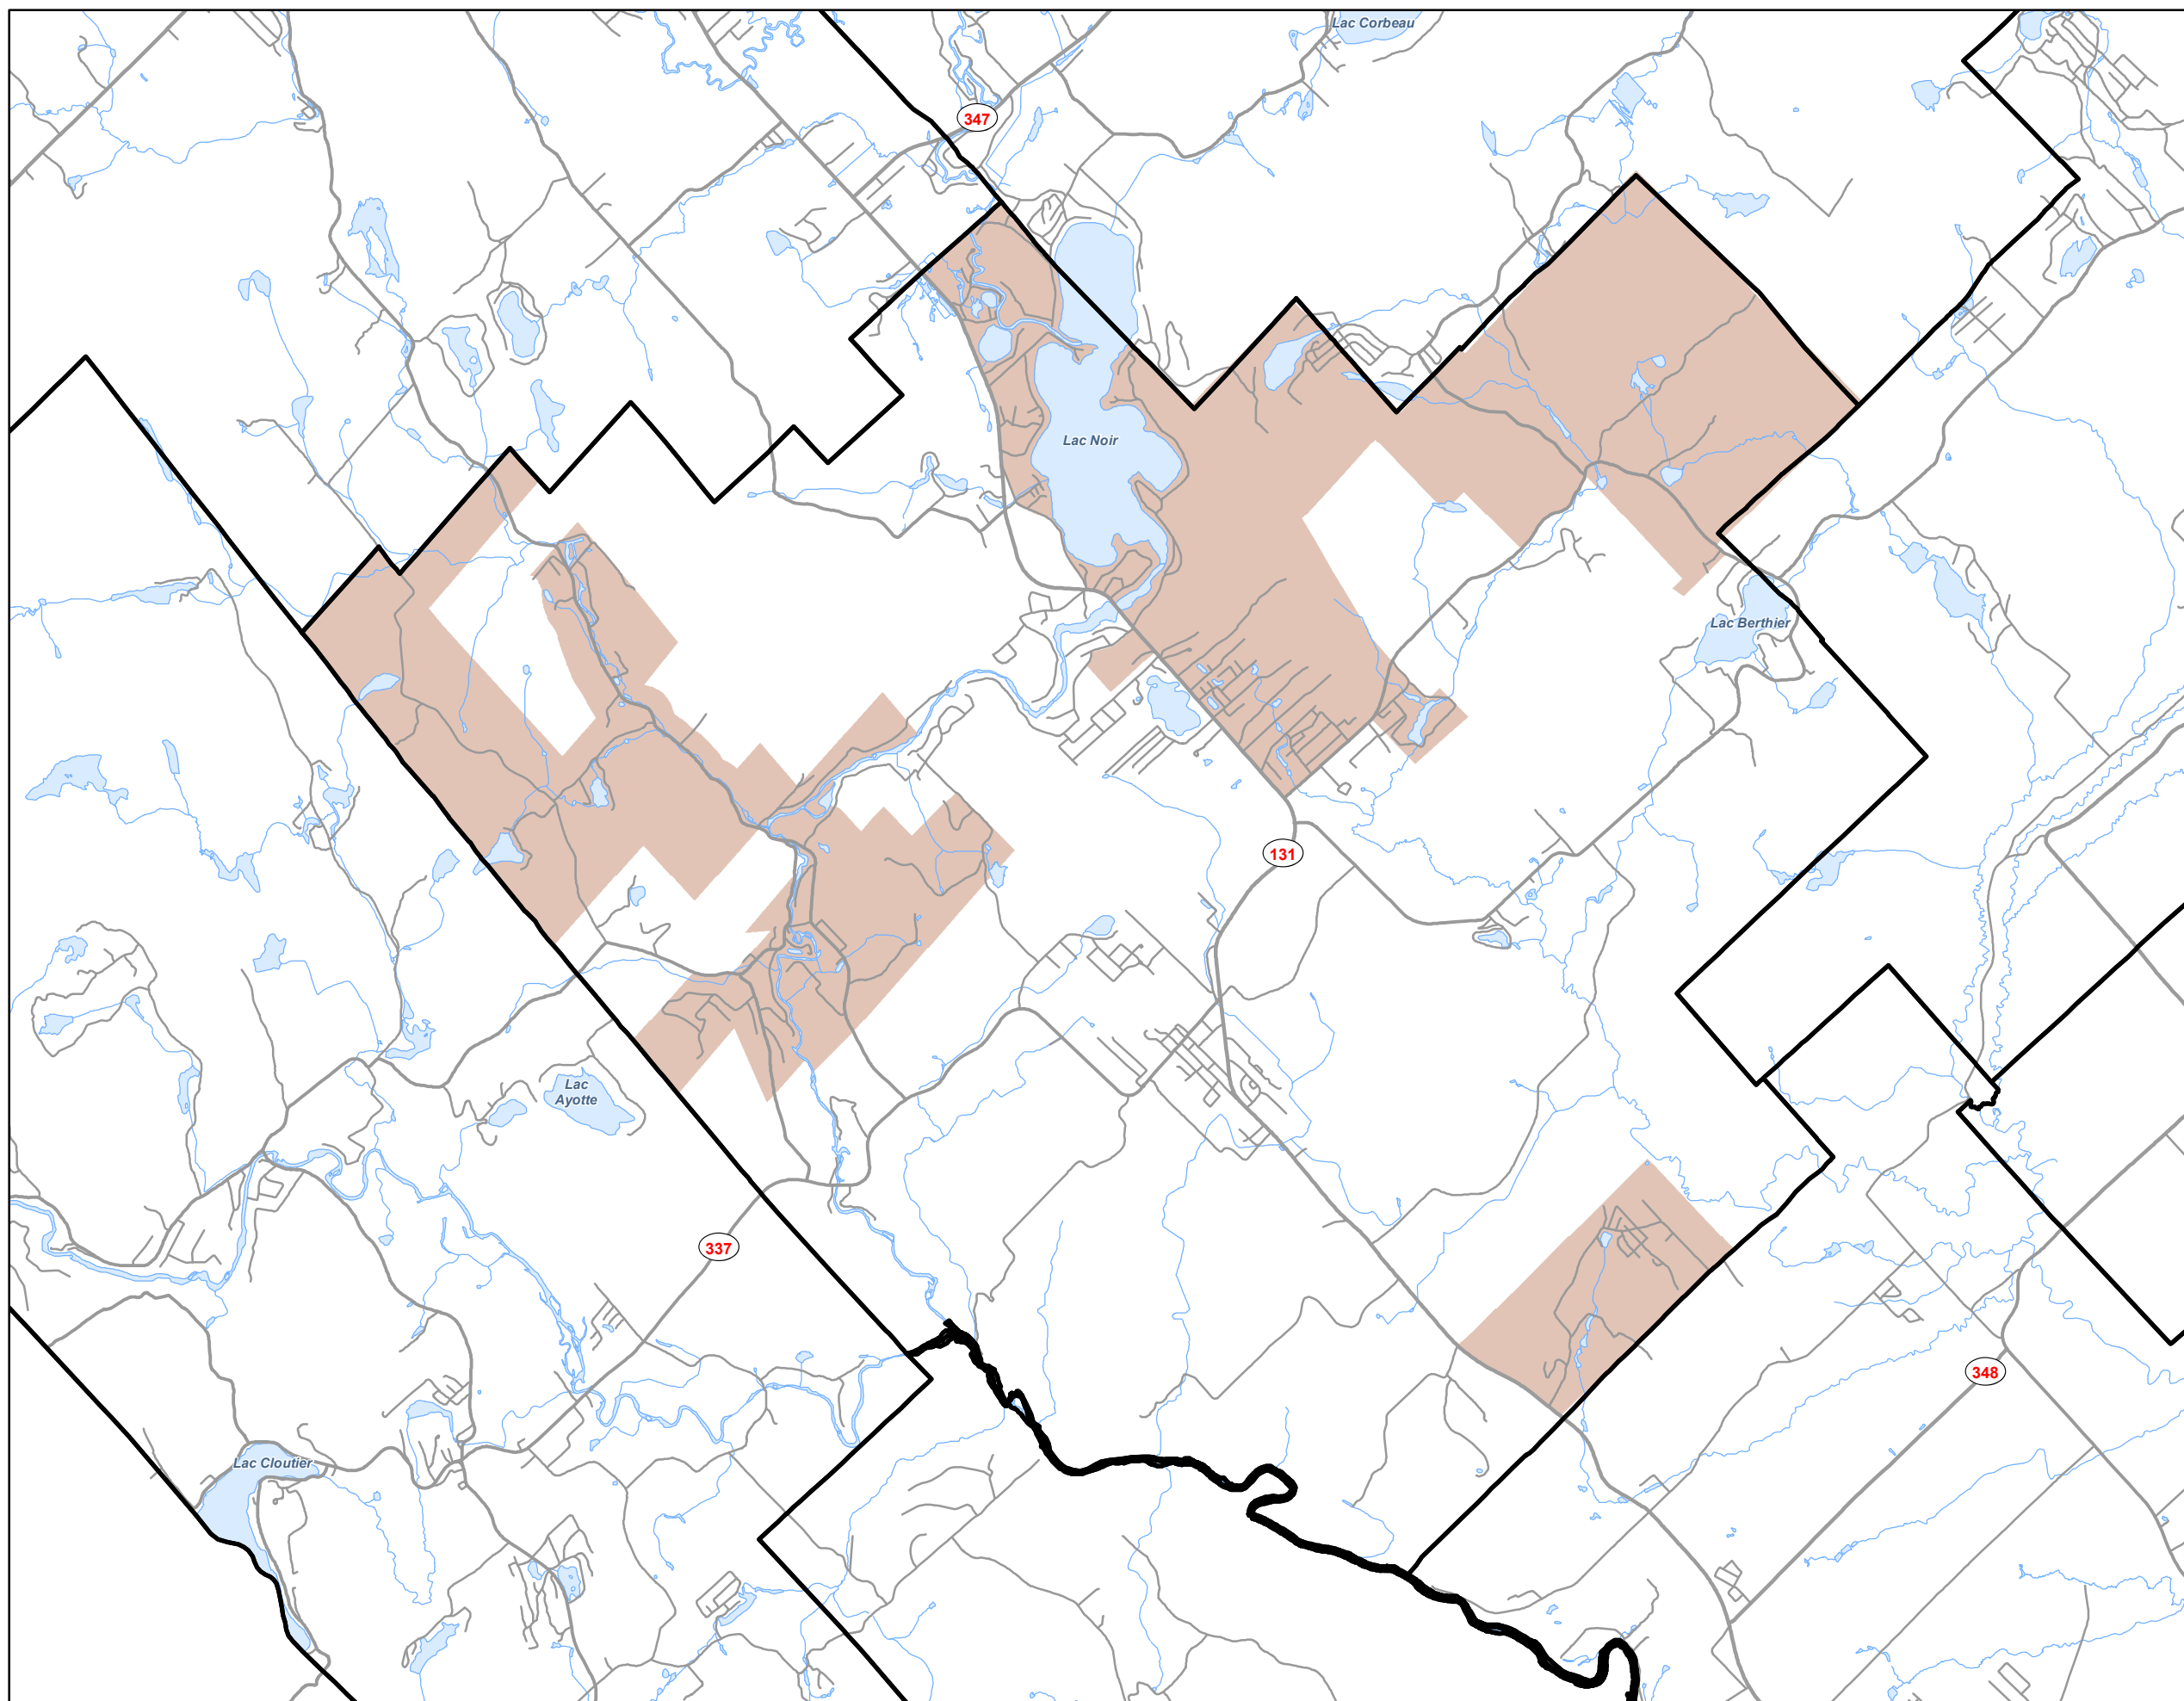 Lac Corbeau
347
Lac Noir
Lac Berthier
131
Lac
Ayotte
337
348
Lac Cloutier